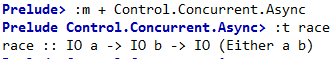 Prelude> :m + Control.Concurrent.Async
Prelude Control.Concurrent.Async> :t race
race :: IO a -> IO b -> IO (Either a b)